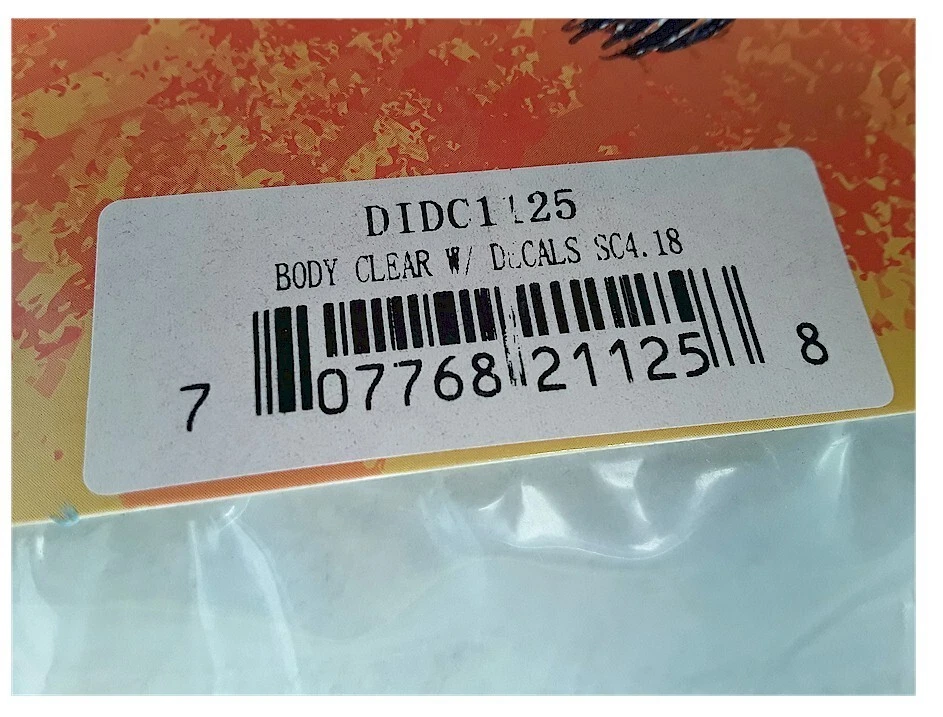 DIDC1125
BODY CLEAR W/ DECALS SC4.18
7 07768 21125 8